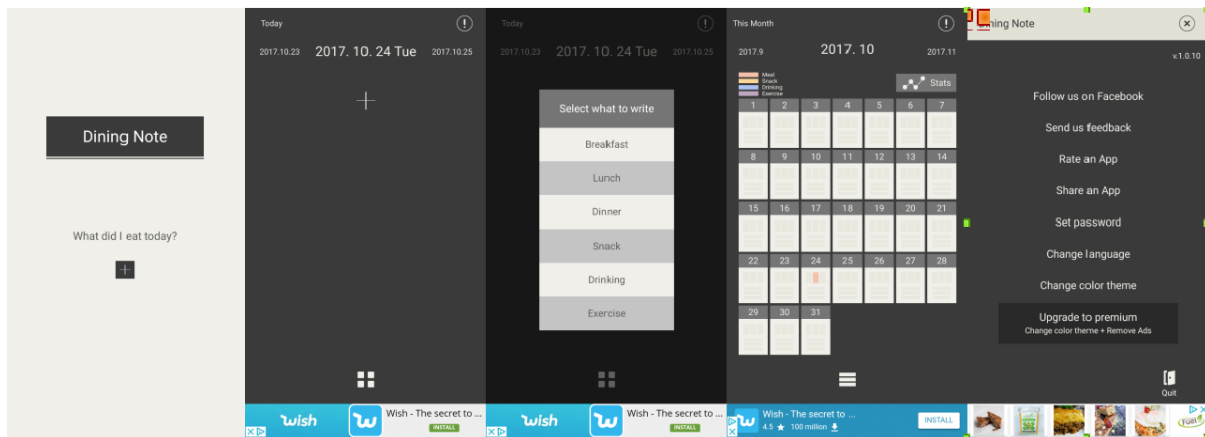 Dining Note
What did I eat today?
Today
2017.10.23 2017. 10. 24 Tue 2017.10.25
wish Wish - The secret to ...
INSTALL
Today
2017.10.23 2017. 10. 24 Tue 2017.10.25
Select what to write
Breakfast
Lunch
Dinner
Snack
Drinking
Exercise
wish Wish - The secret to ...
INSTALL
This Month
2017.9 2017. 10 2017.11
Meal
Snack
Drinking
Exercise
Stats
1 2 3 4 5 6 7
8 9 10 11 12 13 14
15 16 17 18 19 20 21
22 23 24 25 26 27 28
29 30 31
Wish - The secret to ...
4.5 ★ 100 million
INSTALL
Dining Note
v.1.0.10
Follow us on Facebook
Send us feedback
Rate an App
Share an App
Set password
Change language
Change color theme
Upgrade to premium
Change color theme + Remove Ads
Quit
Fuel